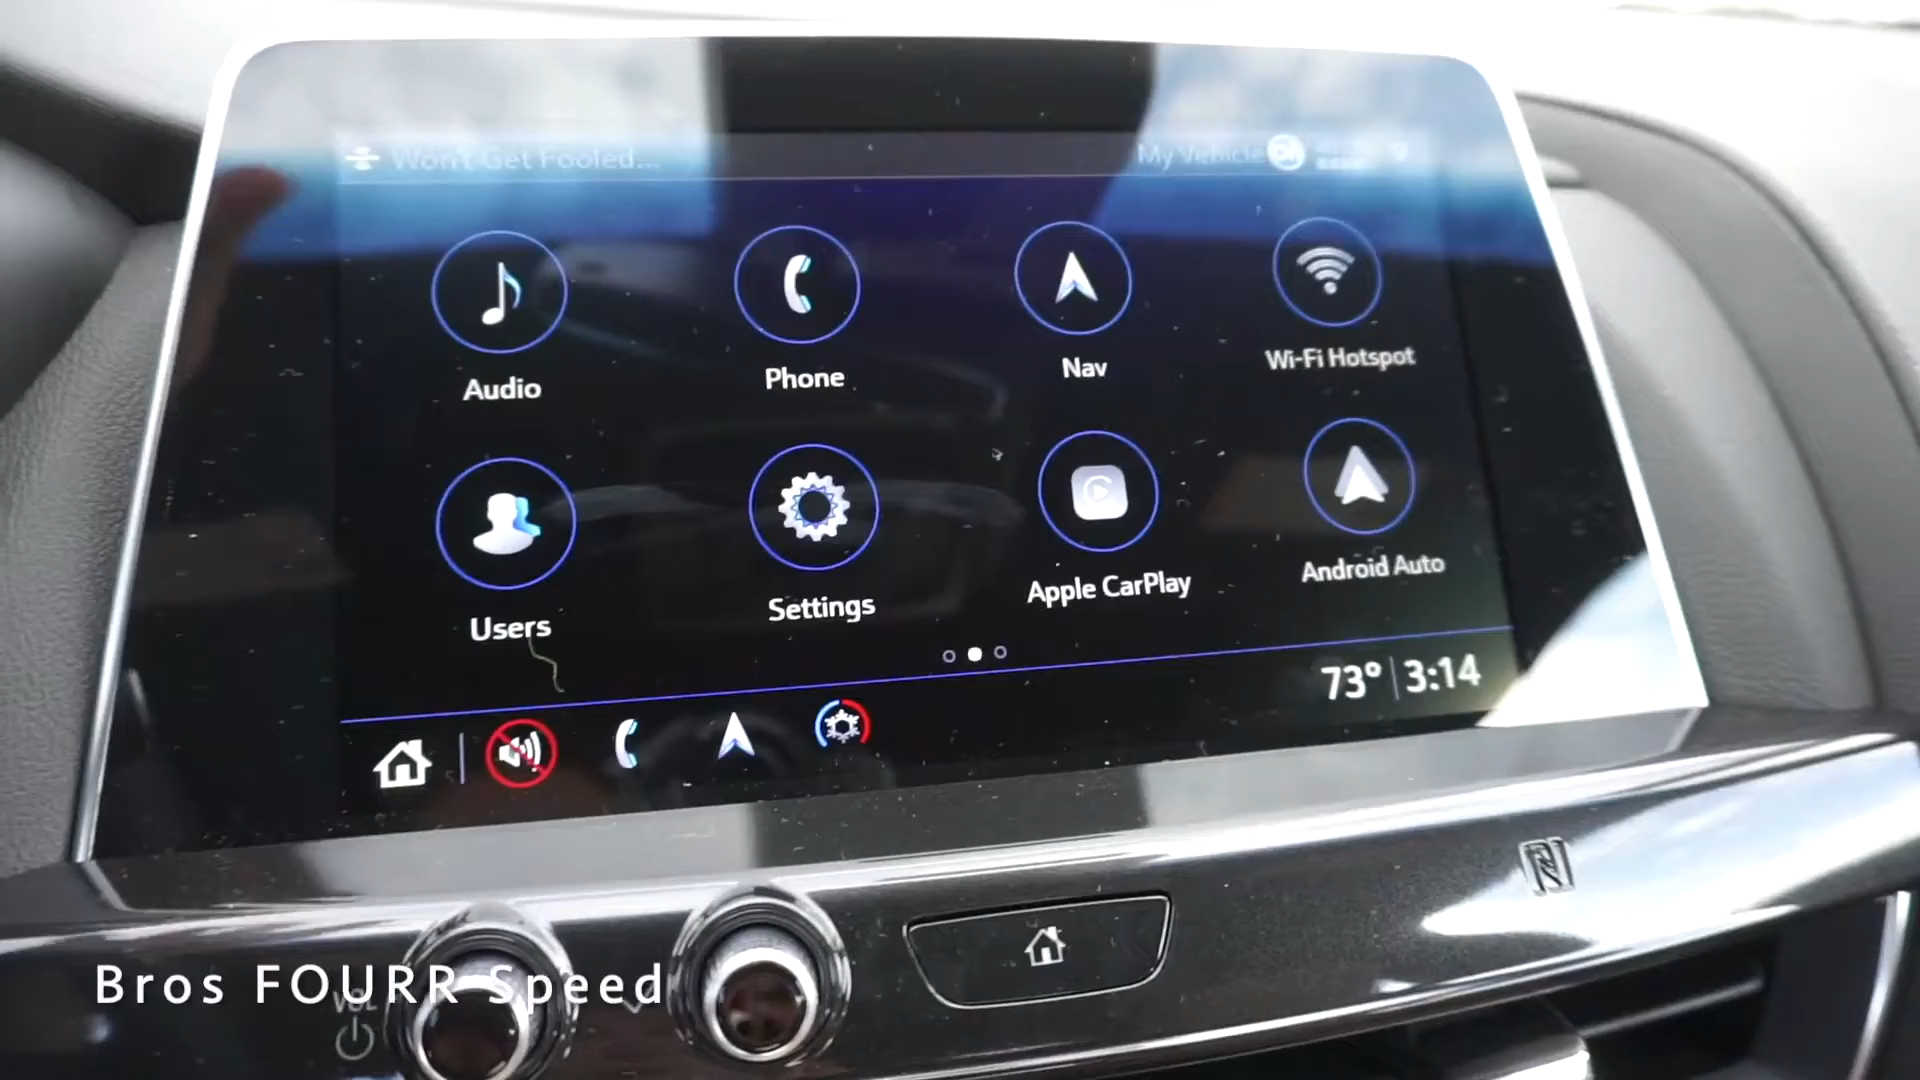 Won't Get Fooled... My Vehicle
Audio Phone Nav Wi-Fi Hotspot
Users Settings Apple CarPlay Android Auto
73° 3:14
VOL
Bros FOURR Speed